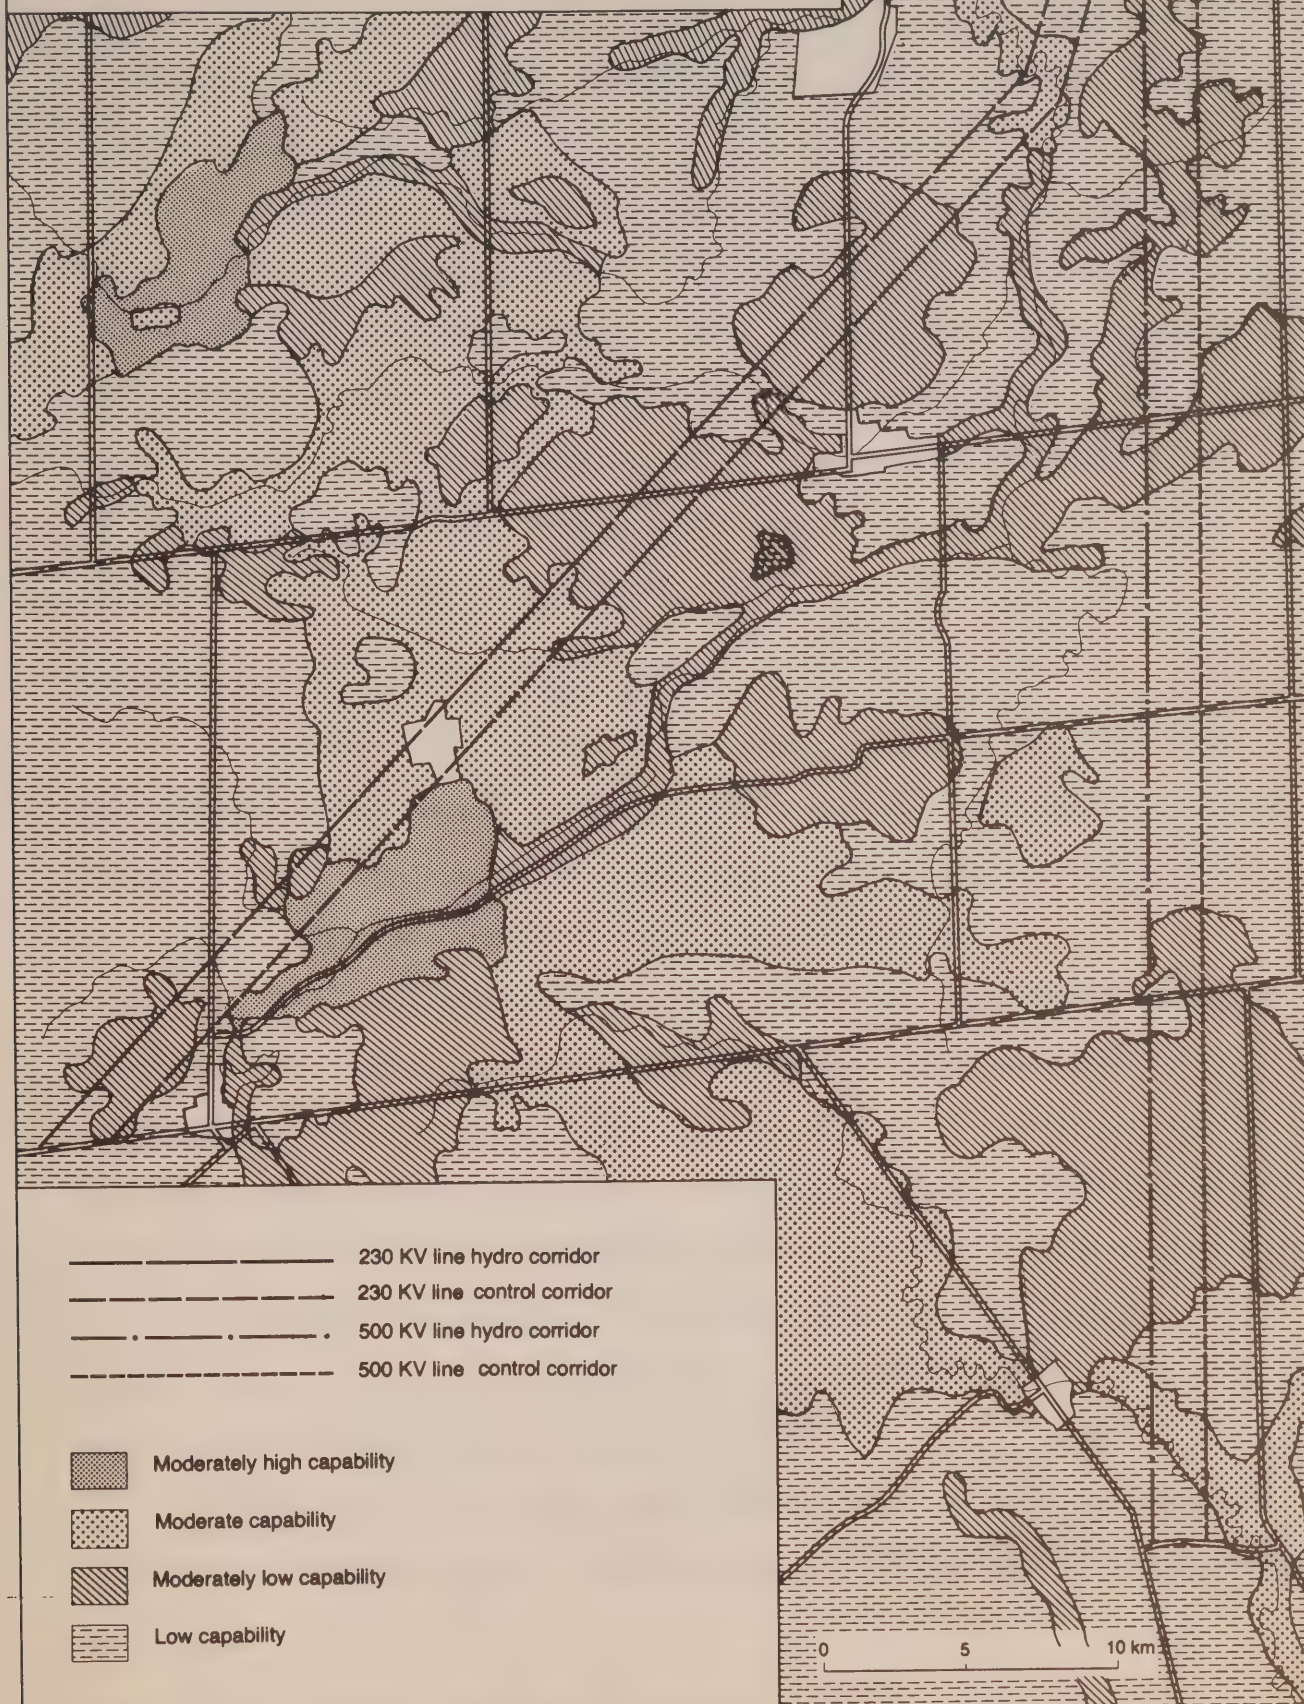 230 KV line hydro corridor
230 KV line control corridor
500 KV line hydro corridor
500 KV line control corridor
Moderately high capability
Moderate capability
Moderately low capability
Low capability
0 5 10 km